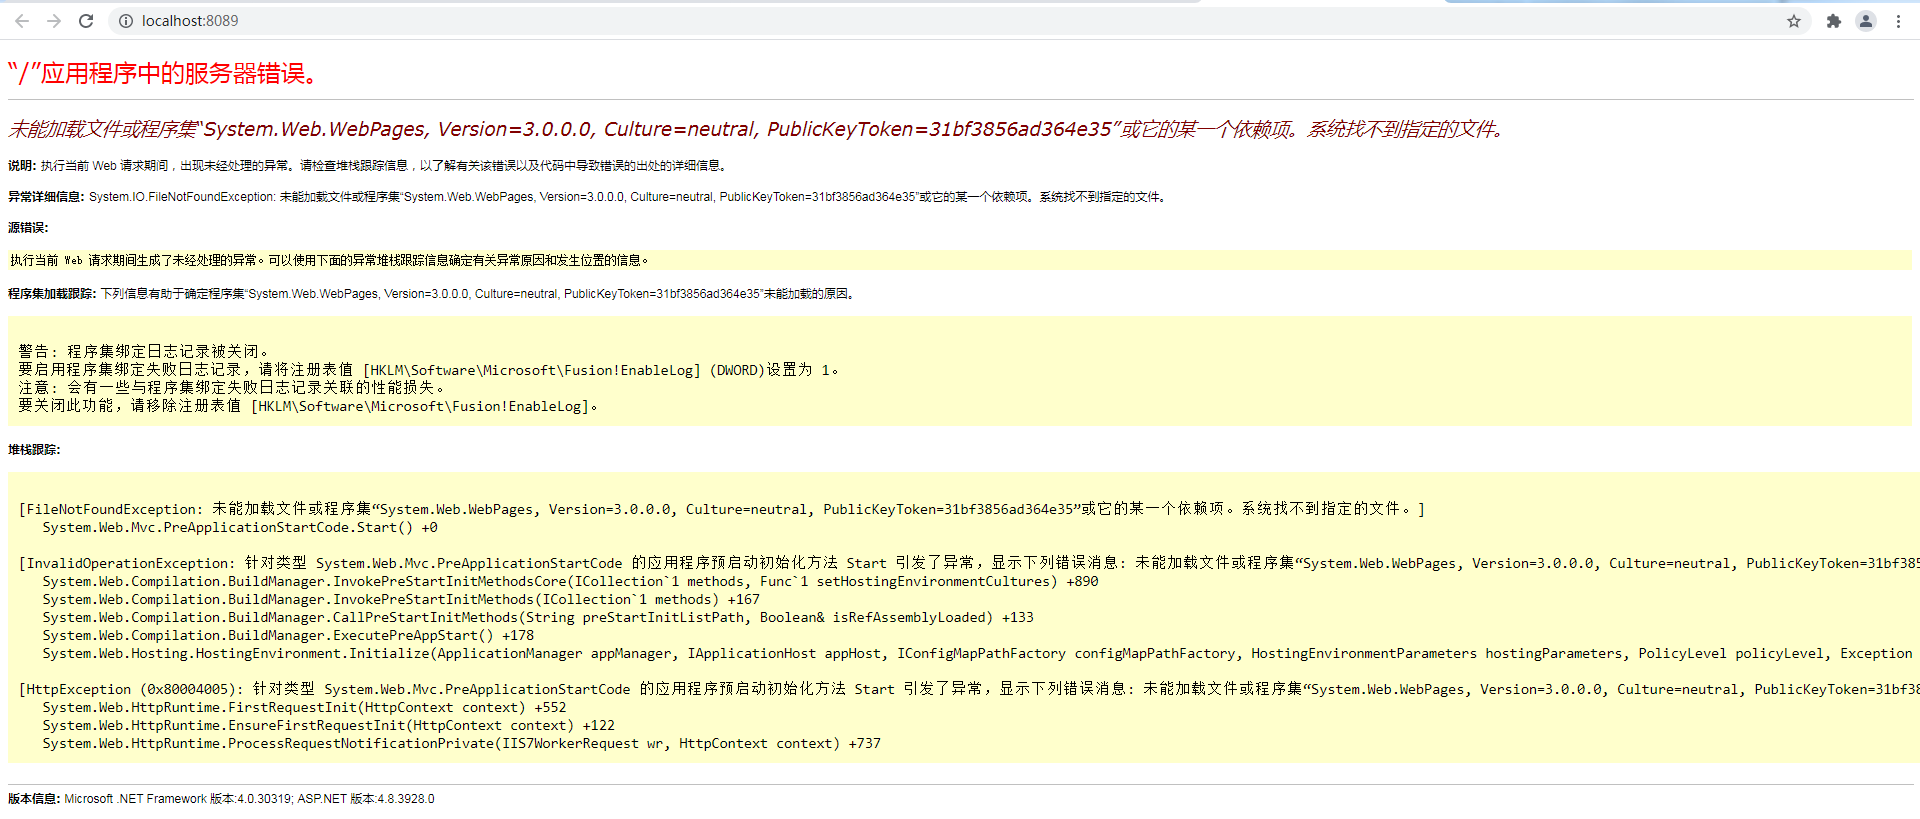 localhost:8089
“/”应用程序中的服务器错误。
未能加载文件或程序集“System.Web.WebPages, Version=3.0.0.0, Culture=neutral, PublicKeyToken=31bf3856ad364e35”或它的某一个依赖项。系统找不到指定的文件。
说明: 执行当前 Web 请求期间，出现未经处理的异常。请检查堆栈跟踪信息，以了解有关该错误以及代码中导致错误的出处的详细信息。
异常详细信息: System.IO.FileNotFoundException: 未能加载文件或程序集“System.Web.WebPages, Version=3.0.0.0, Culture=neutral, PublicKeyToken=31bf3856ad364e35”或它的某一个依赖项。系统找不到指定的文件。
源错误:
执行当前 Web 请求期间生成了未经处理的异常。可以使用下面的异常堆栈跟踪信息确定有关异常原因和发生位置的信息。
程序集加载跟踪: 下列信息有助于确定程序集“System.Web.WebPages, Version=3.0.0.0, Culture=neutral, PublicKeyToken=31bf3856ad364e35”未能加载的原因。
警告: 程序集绑定日志记录被关闭。
要启用程序集绑定失败日志记录，请将注册表值 [HKLM\Software\Microsoft\Fusion!EnableLog] (DWORD)设置为 1。
注意: 会有一些与程序集绑定失败日志记录关联的性能损失。
要关闭此功能，请移除注册表值 [HKLM\Software\Microsoft\Fusion!EnableLog]。
堆栈跟踪:
[FileNotFoundException: 未能加载文件或程序集“System.Web.WebPages, Version=3.0.0.0, Culture=neutral, PublicKeyToken=31bf3856ad364e35”或它的某一个依赖项。系统找不到指定的文件。]
System.Web.Mvc.PreApplicationStartCode.Start() +0
[InvalidOperationException: 针对类型 System.Web.Mvc.PreApplicationStartCode 的应用程序预启动初始化方法 Start 引发了异常，显示下列错误消息: 未能加载文件或程序集“System.Web.WebPages, Version=3.0.0.0, Culture=neutral, PublicKeyToken=31bf385
System.Web.Compilation.BuildManager.InvokePreStartInitMethodsCore(ICollection`1 methods, Func`1 setHostingEnvironmentCultures) +890
System.Web.Compilation.BuildManager.InvokePreStartInitMethods(ICollection`1 methods) +167
System.Web.Compilation.BuildManager.CallPreStartInitMethods(String preStartInitListPath, Boolean& isRefAssemblyLoaded) +133
System.Web.Compilation.BuildManager.ExecutePreAppStart() +178
System.Web.Hosting.HostingEnvironment.Initialize(ApplicationManager appManager, IApplicationHost appHost, IConfigMapPathFactory configMapPathFactory, HostingEnvironmentParameters hostingParameters, PolicyLevel policyLevel, Exception
[HttpException (0x80004005): 针对类型 System.Web.Mvc.PreApplicationStartCode 的应用程序预启动初始化方法 Start 引发了异常，显示下列错误消息: 未能加载文件或程序集“System.Web.WebPages, Version=3.0.0.0, Culture=neutral, PublicKeyToken=31bf38
System.Web.HttpRuntime.FirstRequestInit(HttpContext context) +552
System.Web.HttpRuntime.EnsureFirstRequestInit(HttpContext context) +122
System.Web.HttpRuntime.ProcessRequestNotificationPrivate(IIS7WorkerRequest wr, HttpContext context) +737
版本信息: Microsoft .NET Framework 版本:4.0.30319; ASP.NET 版本:4.8.3928.0